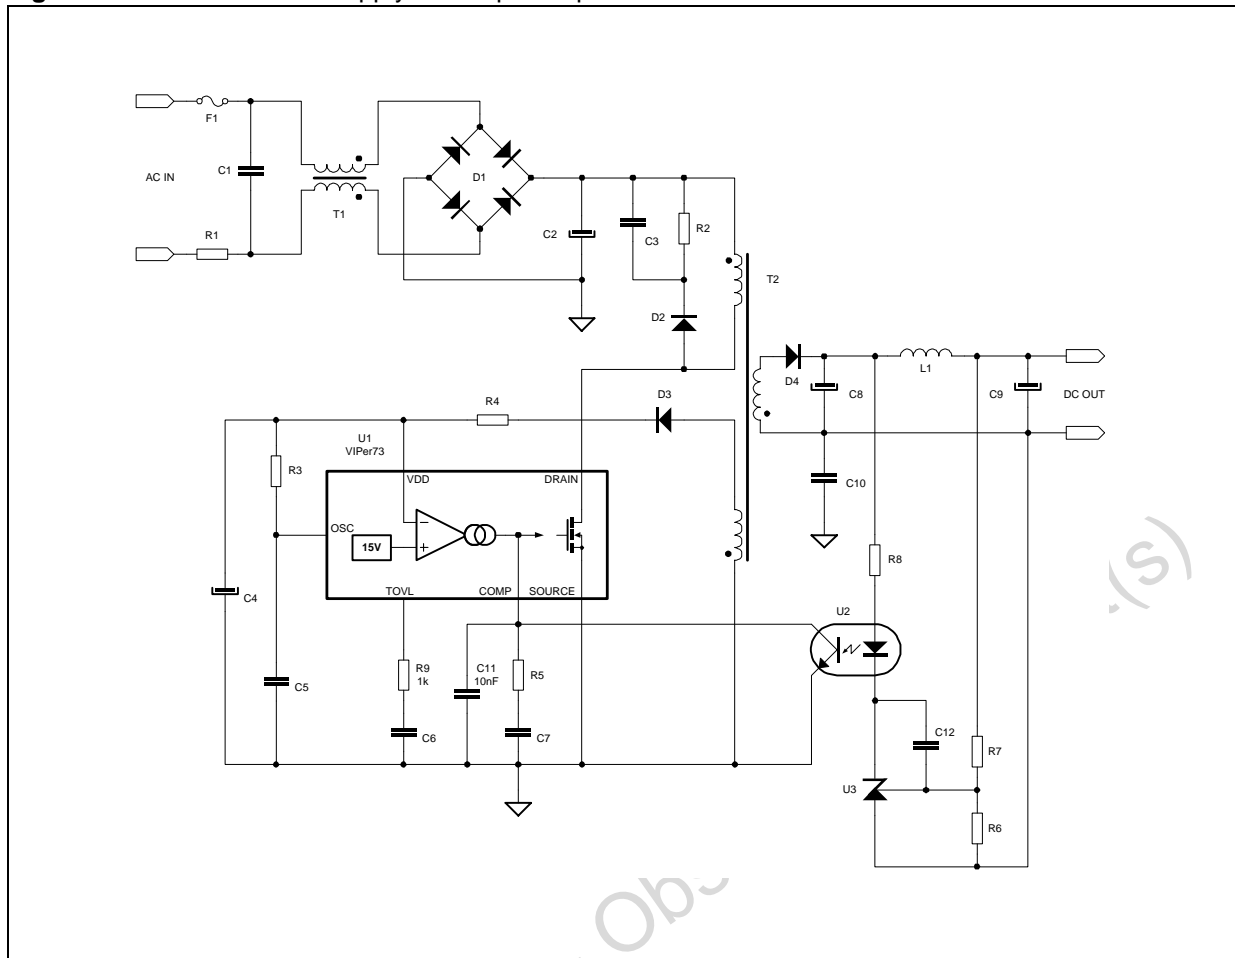 F1
C1
D1
AC IN
T1
R1
C2
C3
R2
T2
D2
D4
C8
L1
C9
DC OUT
R4
D3
U1
VIPer73
R3
VDD
DRAIN
C10
OSC
15V
R8
TOVL
COMP
SOURCE
C4
U2
R9
1k
C11
10nF
R5
C5
C6
C7
C12
R7
U3
R6
(s)
Obs